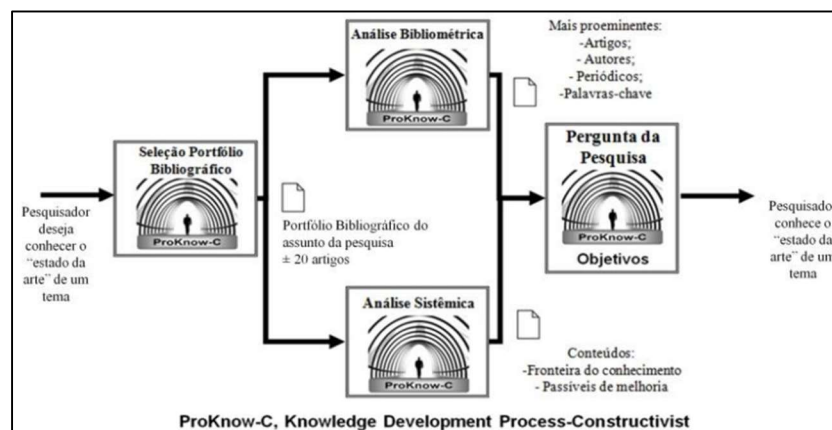 Pesquisador
deseja
conhecer o
“estado da
arte” de um
tema
Seleção Portfólio
Bibliográfico
ProKnow-C
Portfólio Bibliográfico do
assunto da pesquisa
± 20 artigos
Análise Bibliométrica
ProKnow-C
Mais proeminentes:
-Artigos;
- Autores;
- Periódicos;
-Palavras-chave
Análise Sistêmica
ProKnow-C
Conteúdos:
-Fronteira do conhecimento
- Passíveis de melhoria
Pergunta da
Pesquisa
ProKnow-C
Objetivos
Pesquisador
conhece o
“estado da
arte” de um
tema
ProKnow-C, Knowledge Development Process-Constructivist